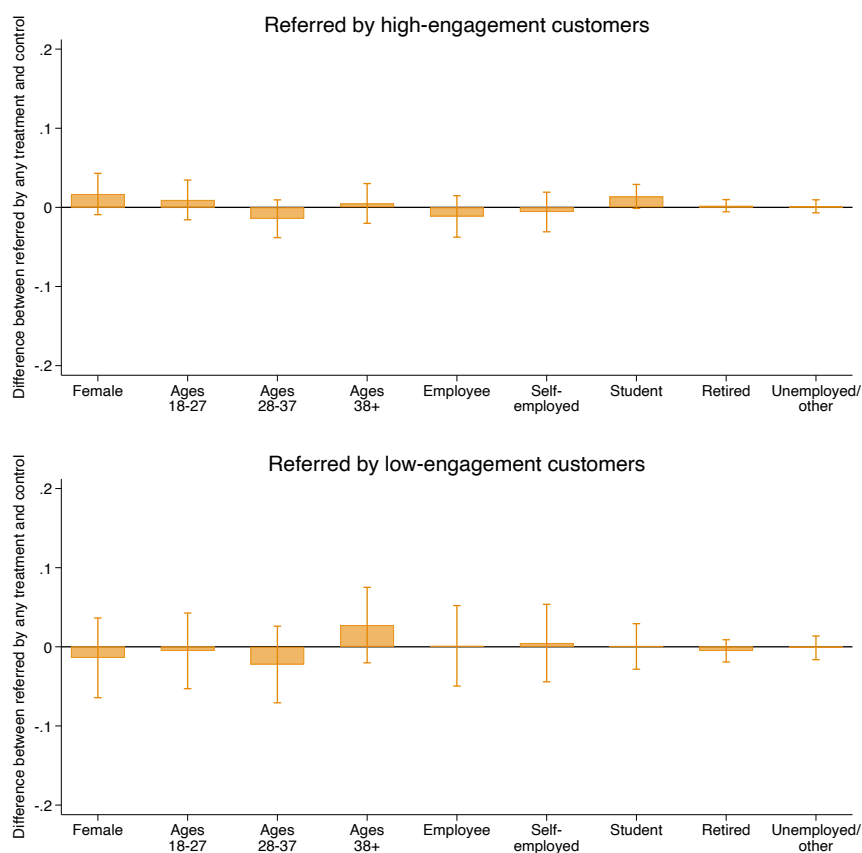 Referred by high-engagement customers
Difference between referred by any treatment and control
.2
.1
0
-.1
-.2
Female
Ages
18-27
Ages
28-37
Ages
38+
Employee
Self-
employed
Student
Retired
Unemployed/
other
Referred by low-engagement customers
Difference between referred by any treatment and control
.2
.1
0
-.1
-.2
Female
Ages
18-27
Ages
28-37
Ages
38+
Employee
Self-
employed
Student
Retired
Unemployed/
other